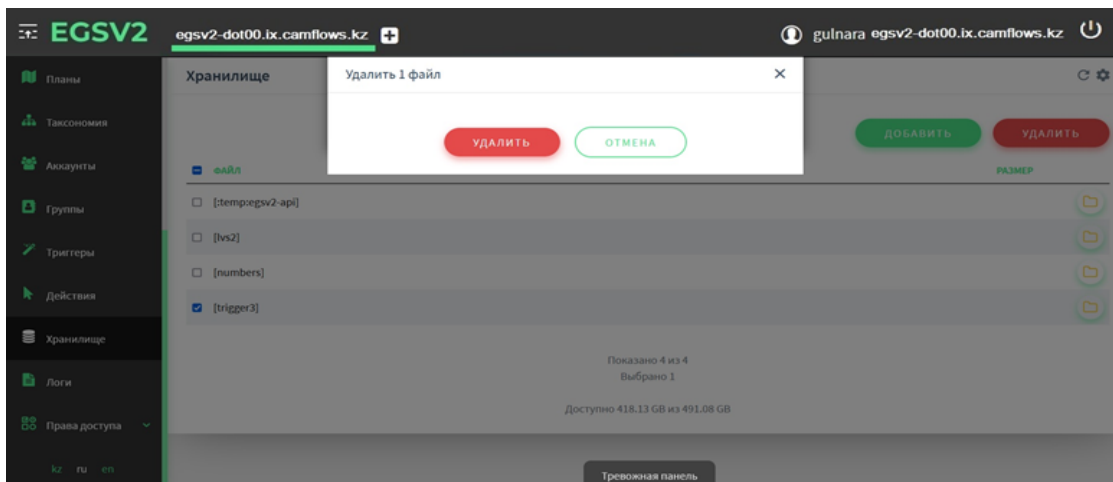 EGSV2
egsv2-dot00.ix.camflows.kz
gulnara egsv2-dot00.ix.camflows.kz
Планы
Таксономия
Аккаунты
Группы
Триггеры
Действия
Хранилище
Логи
Права доступа
kz ru en
Хранилище
Удалить 1 файл
УДАЛИТЬ
ОТМЕНА
ДОБАВИТЬ
УДАЛИТЬ
ФАЙЛ
РАЗМЕР
[:temp:egsv2-api]
[lvs2]
[numbers]
[trigger3]
Показано 4 из 4
Выбрано 1
Доступно 418.13 GB из 491.08 GB
Тревожная панель